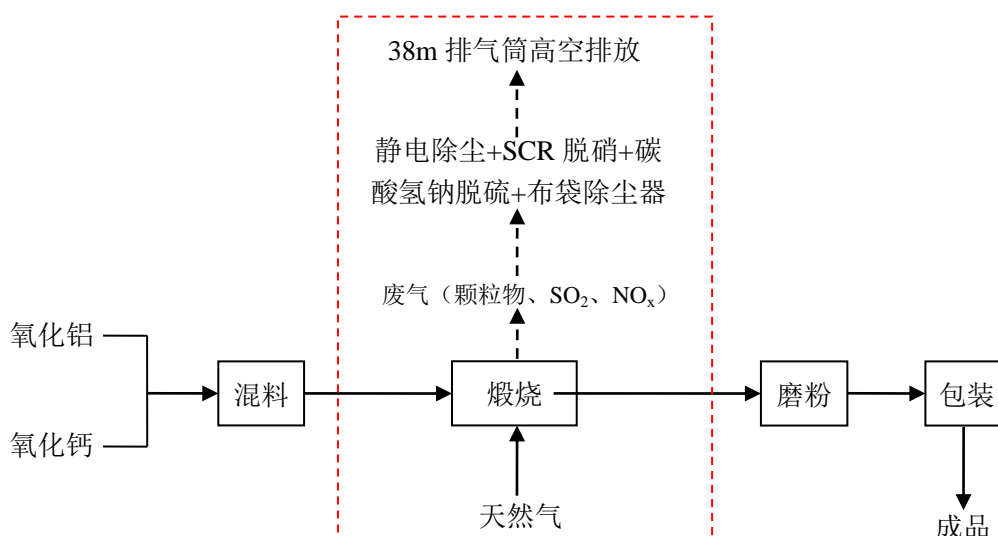 38m 排气筒高空排放
静电除尘+SCR 脱硝+碳
酸氢钠脱硫+布袋除尘器
废气（颗粒物、SO₂、NOₓ）
氧化铝
混料
煅烧
磨粉
包装
氧化钙
天然气
成品